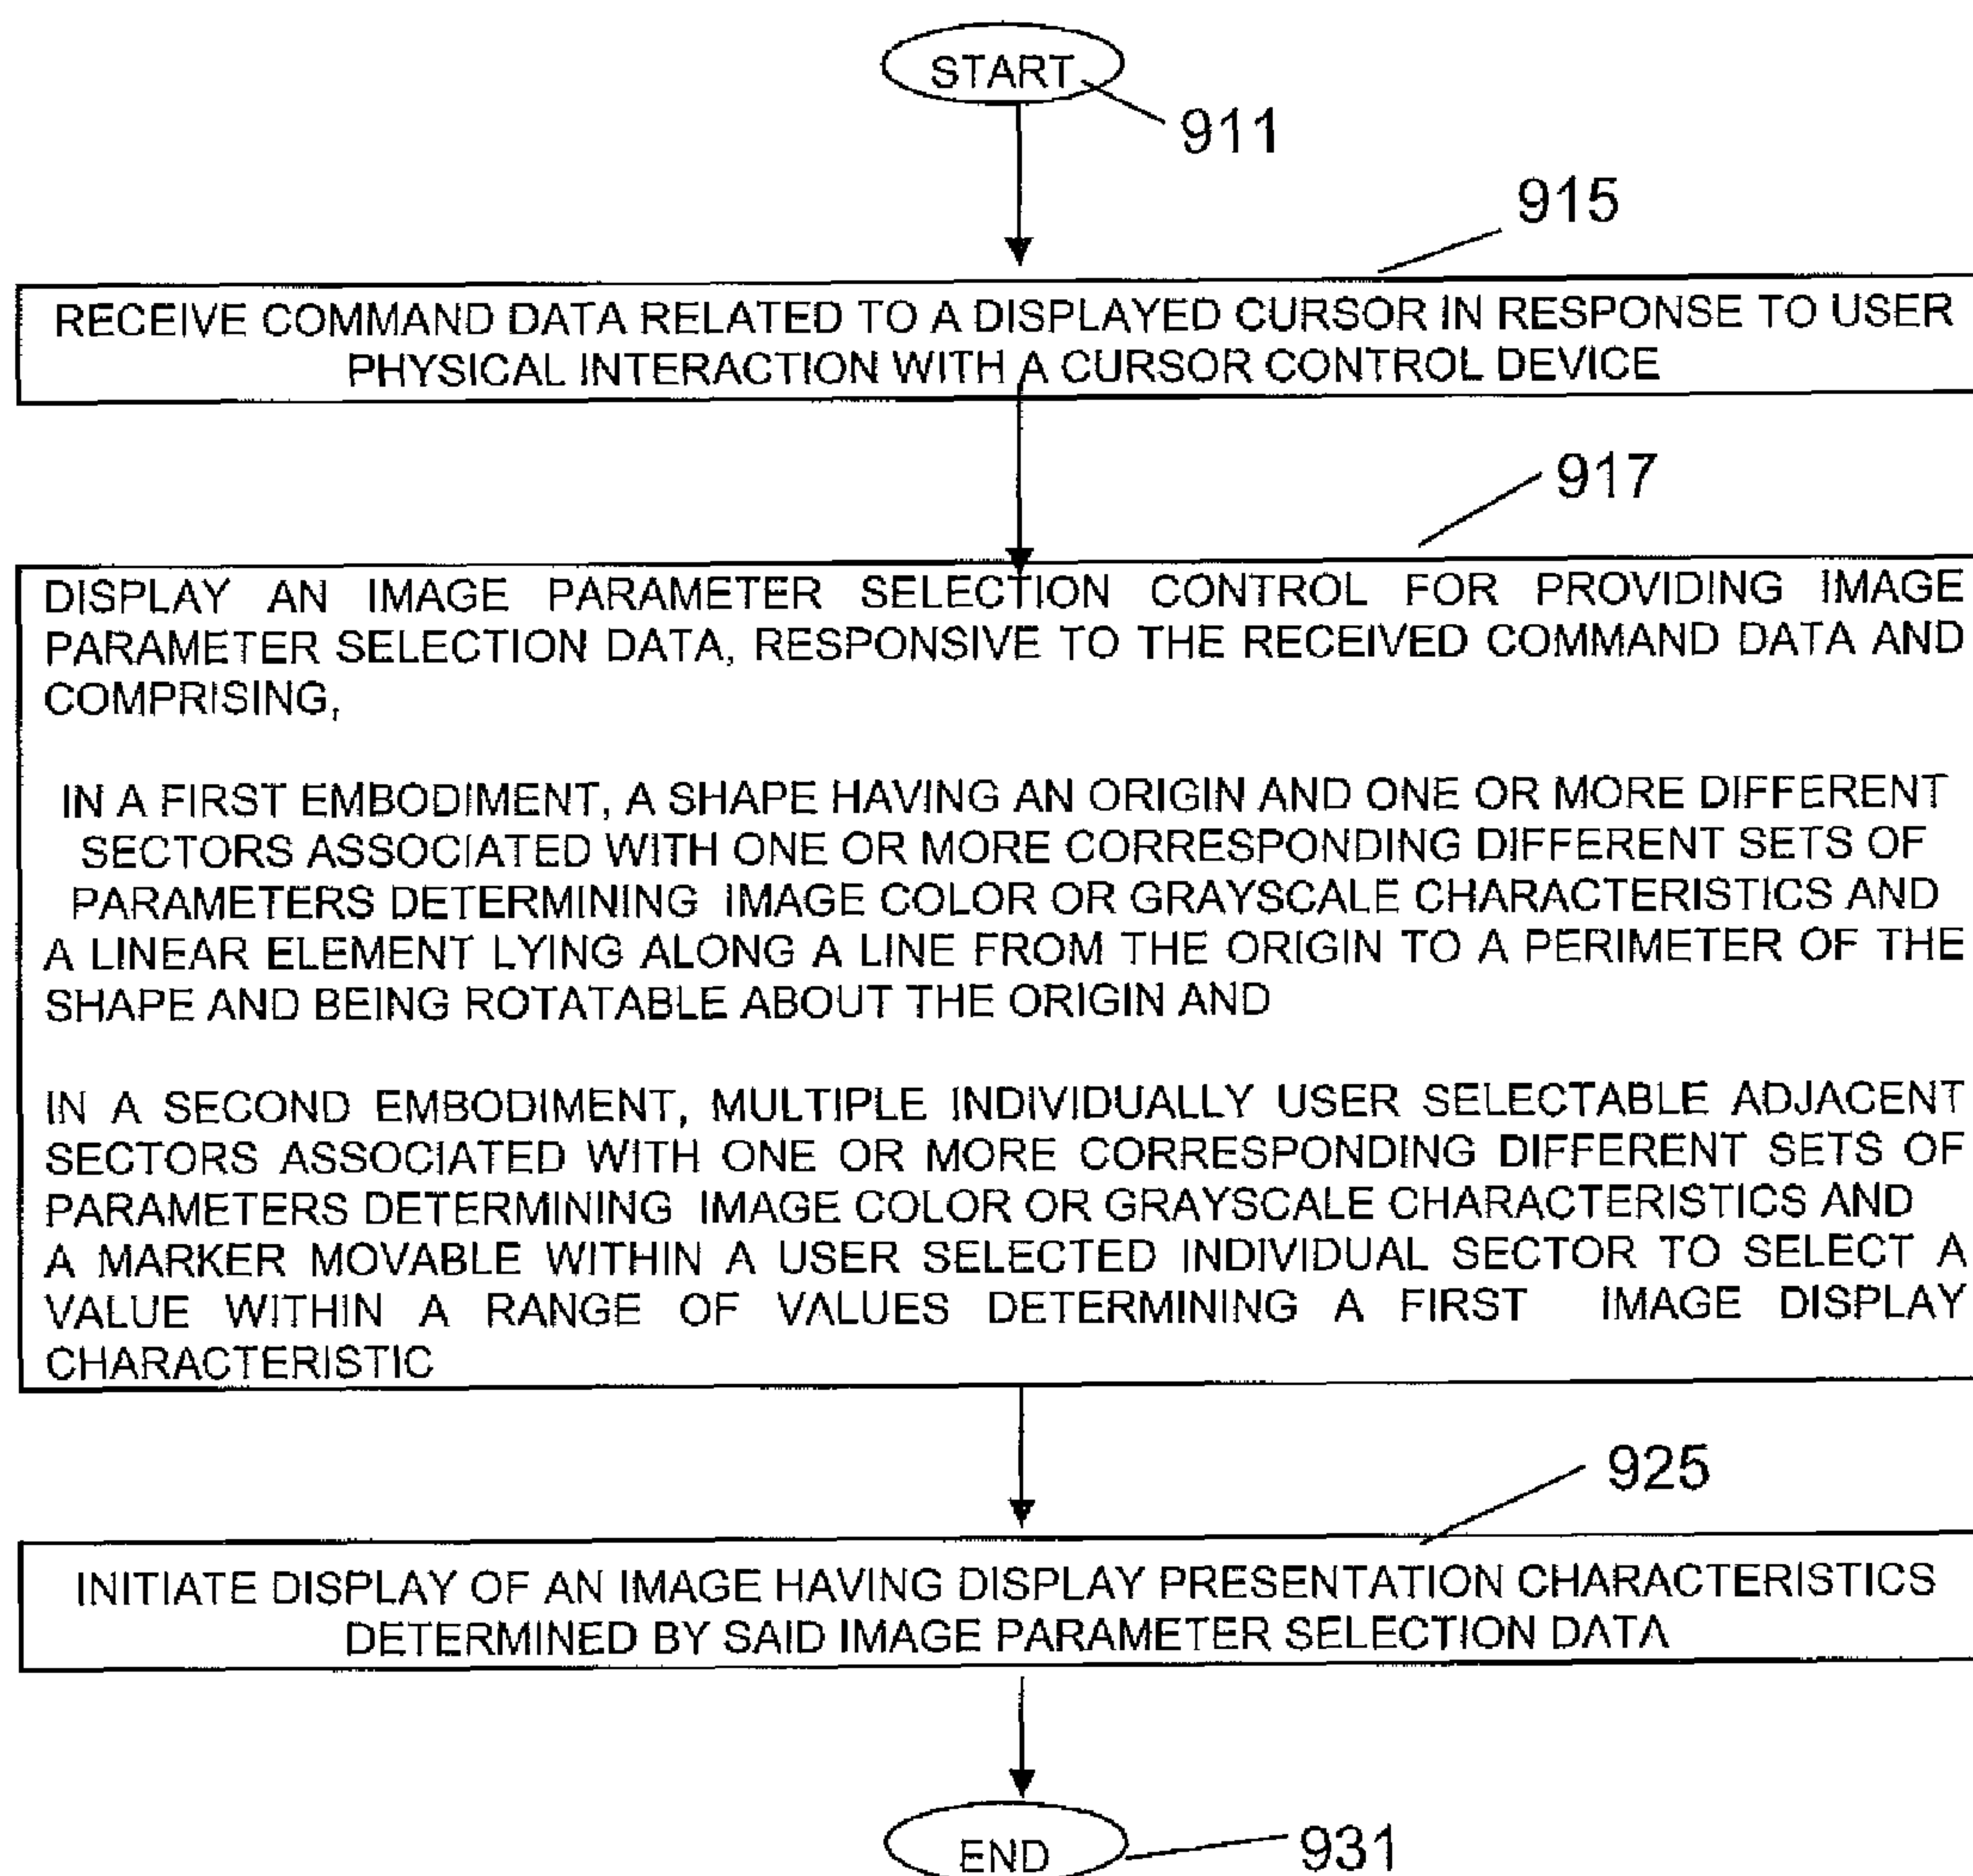 START
911
915
RECEIVE COMMAND DATA RELATED TO A DISPLAYED CURSOR IN RESPONSE TO USER
PHYSICAL INTERACTION WITH A CURSOR CONTROL DEVICE
917
DISPLAY AN IMAGE PARAMETER SELECTION CONTROL FOR PROVIDING IMAGE
PARAMETER SELECTION DATA, RESPONSIVE TO THE RECEIVED COMMAND DATA AND
COMPRISING,
IN A FIRST EMBODIMENT, A SHAPE HAVING AN ORIGIN AND ONE OR MORE DIFFERENT
SECTORS ASSOCIATED WITH ONE OR MORE CORRESPONDING DIFFERENT SETS OF
PARAMETERS DETERMINING IMAGE COLOR OR GRAYSCALE CHARACTERISTICS AND
A LINEAR ELEMENT LYING ALONG A LINE FROM THE ORIGIN TO A PERIMETER OF THE
SHAPE AND BEING ROTATABLE ABOUT THE ORIGIN AND
IN A SECOND EMBODIMENT, MULTIPLE INDIVIDUALLY USER SELECTABLE ADJACENT
SECTORS ASSOCIATED WITH ONE OR MORE CORRESPONDING DIFFERENT SETS OF
PARAMETERS DETERMINING IMAGE COLOR OR GRAYSCALE CHARACTERISTICS AND
A MARKER MOVABLE WITHIN A USER SELECTED INDIVIDUAL SECTOR TO SELECT A
VALUE WITHIN A RANGE OF VALUES DETERMINING A FIRST IMAGE DISPLAY
CHARACTERISTIC
925
INITIATE DISPLAY OF AN IMAGE HAVING DISPLAY PRESENTATION CHARACTERISTICS
DETERMINED BY SAID IMAGE PARAMETER SELECTION DATA
END
931